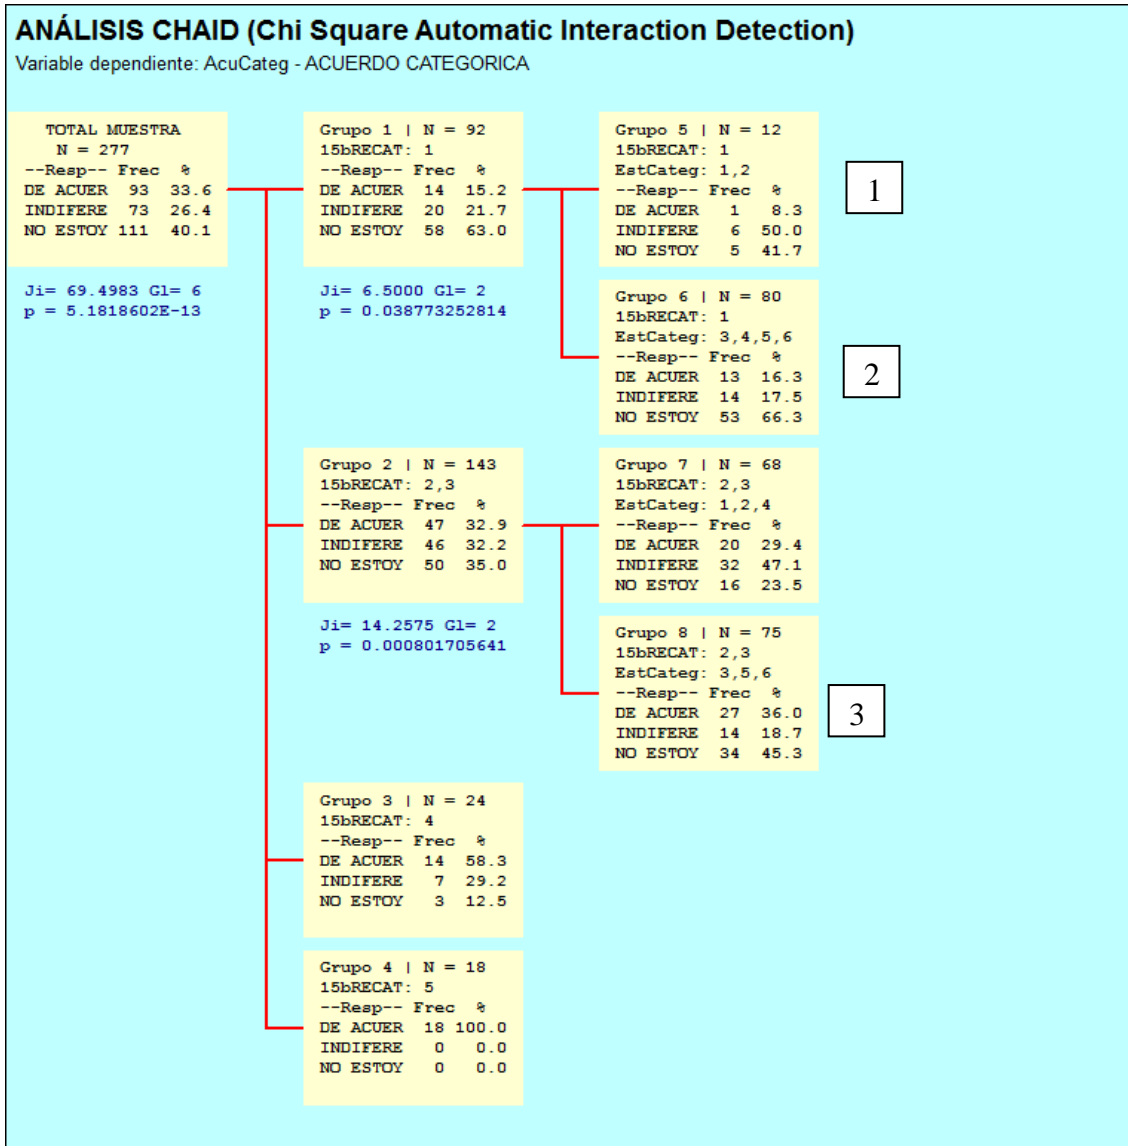 ANÁLISIS CHAID (Chi Square Automatic Interaction Detection)
Variable dependiente: AcuCateg - ACUERDO CATEGORICA
TOTAL MUESTRA
N = 277
--Resp-- Frec %
DE ACUER 93 33.6
INDIFERE 73 26.4
NO ESTOY 111 40.1
Ji= 69.4983 Gl= 6
p = 5.1818602E-13
Grupo 1 | N = 92
15bRECAT: 1
--Resp-- Frec %
DE ACUER 14 15.2
INDIFERE 20 21.7
NO ESTOY 58 63.0
Ji= 6.5000 Gl= 2
p = 0.038773252814
Grupo 5 | N = 12
15bRECAT: 1
EstCateg: 1,2
--Resp-- Frec %
DE ACUER 1 8.3
INDIFERE 6 50.0
NO ESTOY 5 41.7
1
Grupo 6 | N = 80
15bRECAT: 1
EstCateg: 3,4,5,6
--Resp-- Frec %
DE ACUER 13 16.3
INDIFERE 14 17.5
NO ESTOY 53 66.3
2
Grupo 2 | N = 143
15bRECAT: 2,3
--Resp-- Frec %
DE ACUER 47 32.9
INDIFERE 46 32.2
NO ESTOY 50 35.0
Ji= 14.2575 Gl= 2
p = 0.000801705641
Grupo 7 | N = 68
15bRECAT: 2,3
EstCateg: 1,2,4
--Resp-- Frec %
DE ACUER 20 29.4
INDIFERE 32 47.1
NO ESTOY 16 23.5
Grupo 8 | N = 75
15bRECAT: 2,3
EstCateg: 3,5,6
--Resp-- Frec %
DE ACUER 27 36.0
INDIFERE 14 18.7
NO ESTOY 34 45.3
3
Grupo 3 | N = 24
15bRECAT: 4
--Resp-- Frec %
DE ACUER 14 58.3
INDIFERE 7 29.2
NO ESTOY 3 12.5
Grupo 4 | N = 18
15bRECAT: 5
--Resp-- Frec %
DE ACUER 18 100.0
INDIFERE 0 0.0
NO ESTOY 0 0.0